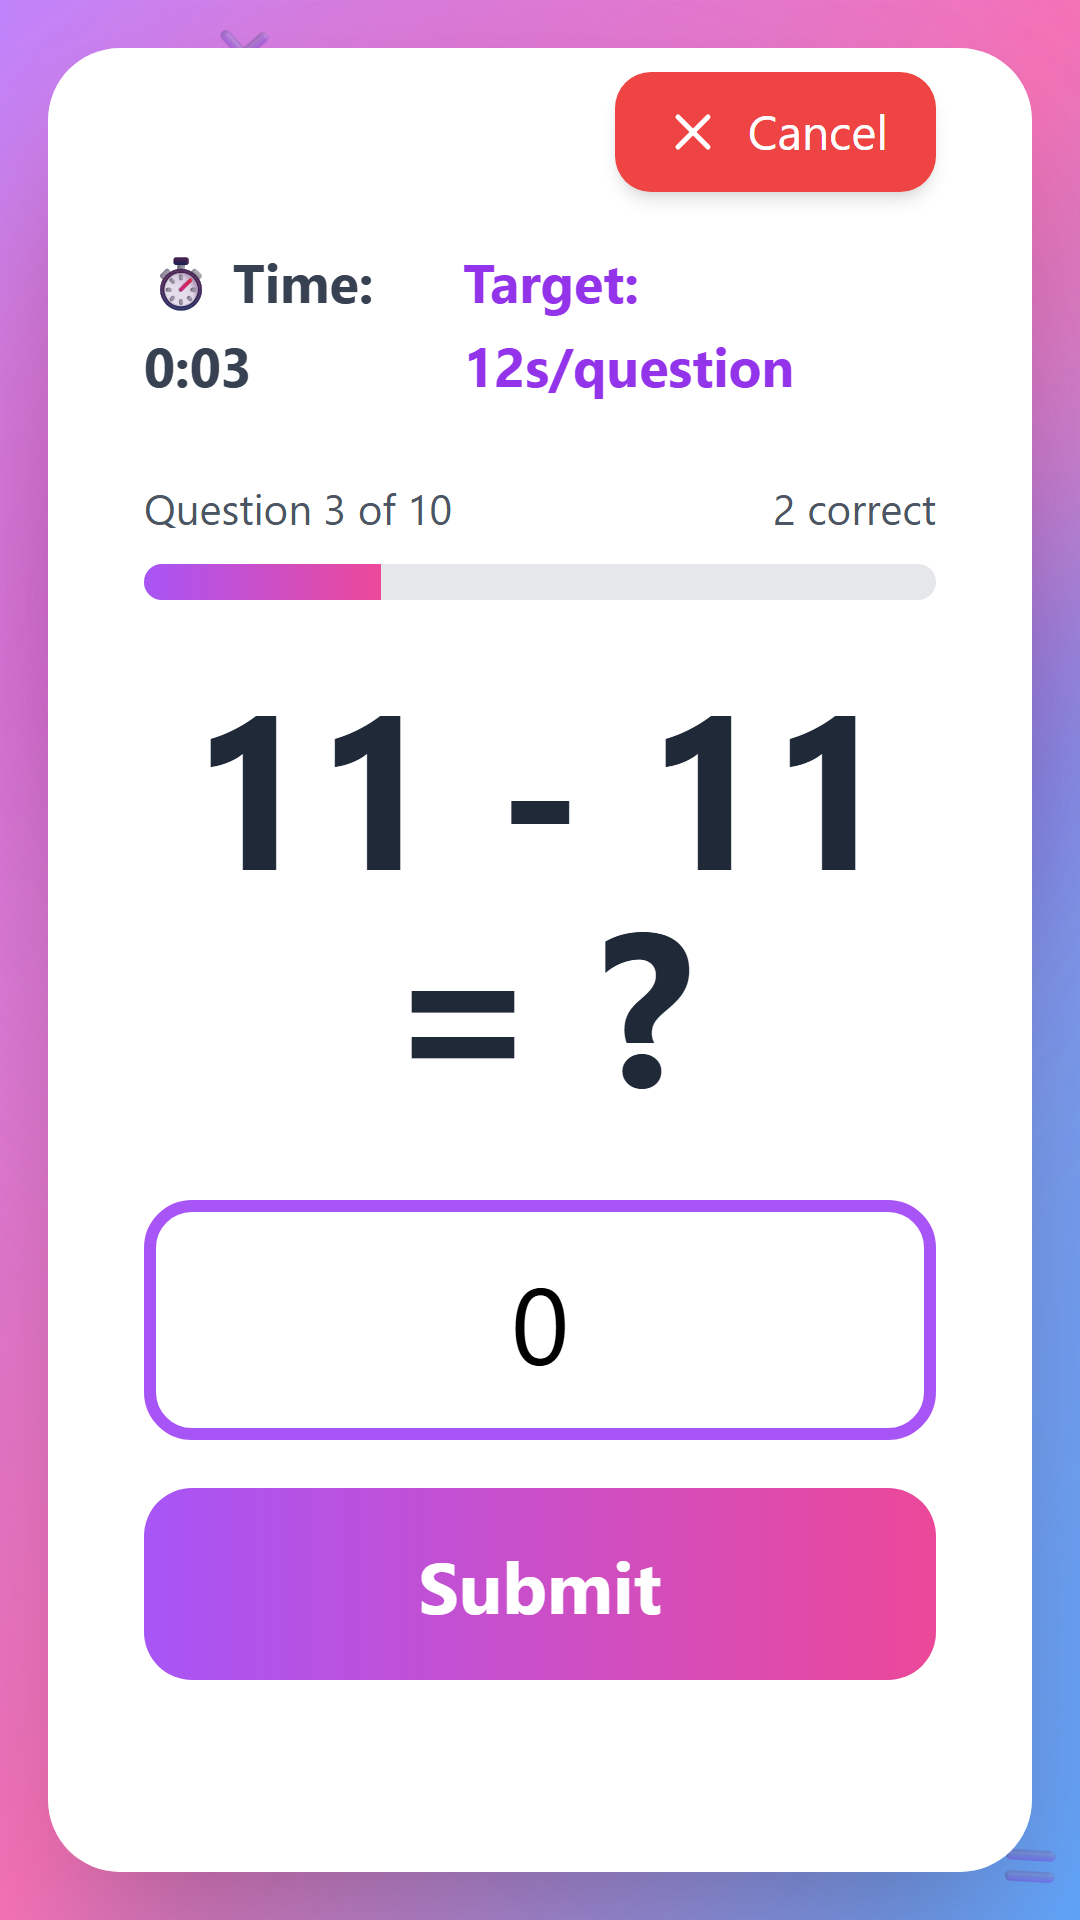 Cancel
Time:
0:03
Target:
12s/question
Question 3 of 10
2 correct
11 - 11
= ?
0
Submit